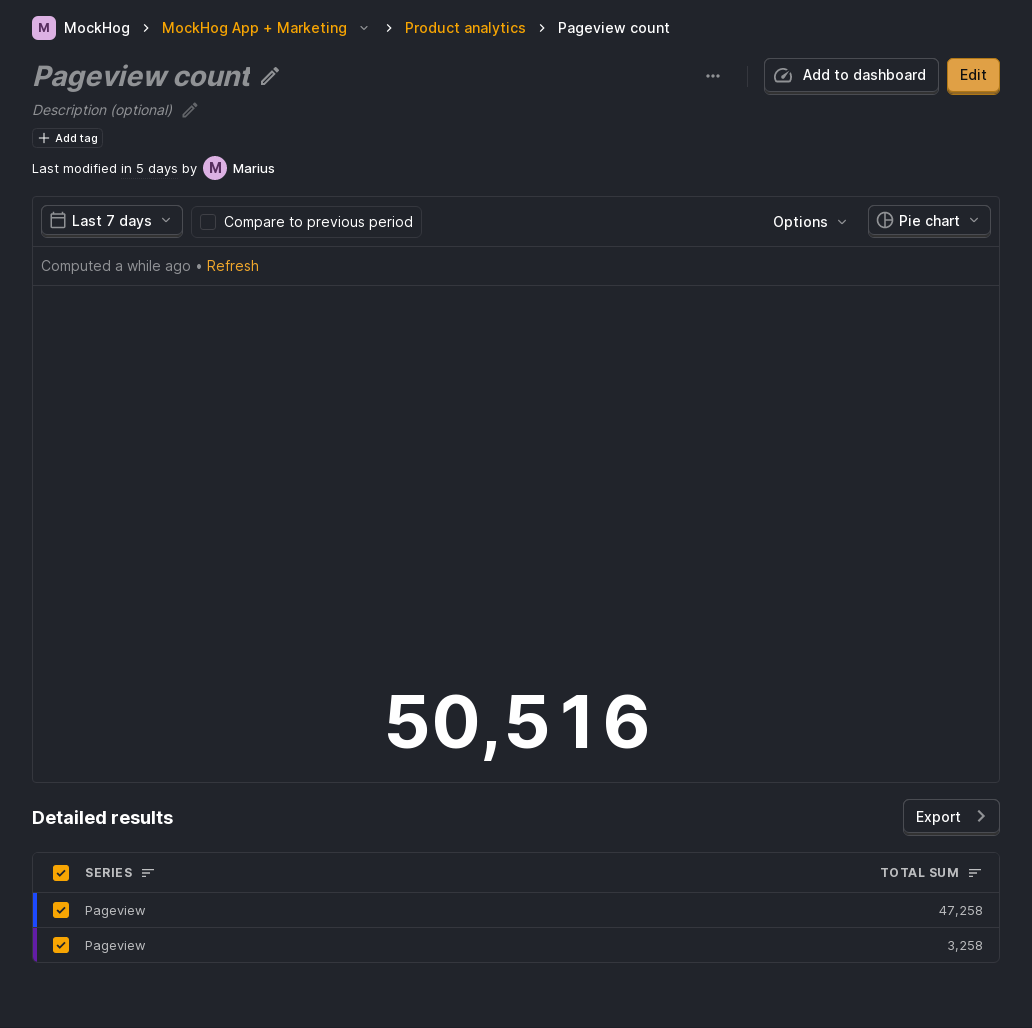 M MockHog MockHog App + Marketing Product analytics Pageview count
Pageview count
Add to dashboard Edit
Description (optional)
Add tag
Last modified in 5 days by M Marius
Last 7 days Compare to previous period Options Pie chart
Computed a while ago • Refresh
50,516
Detailed results Export
SERIES TOTAL SUM
Pageview 47,258
Pageview 3,258